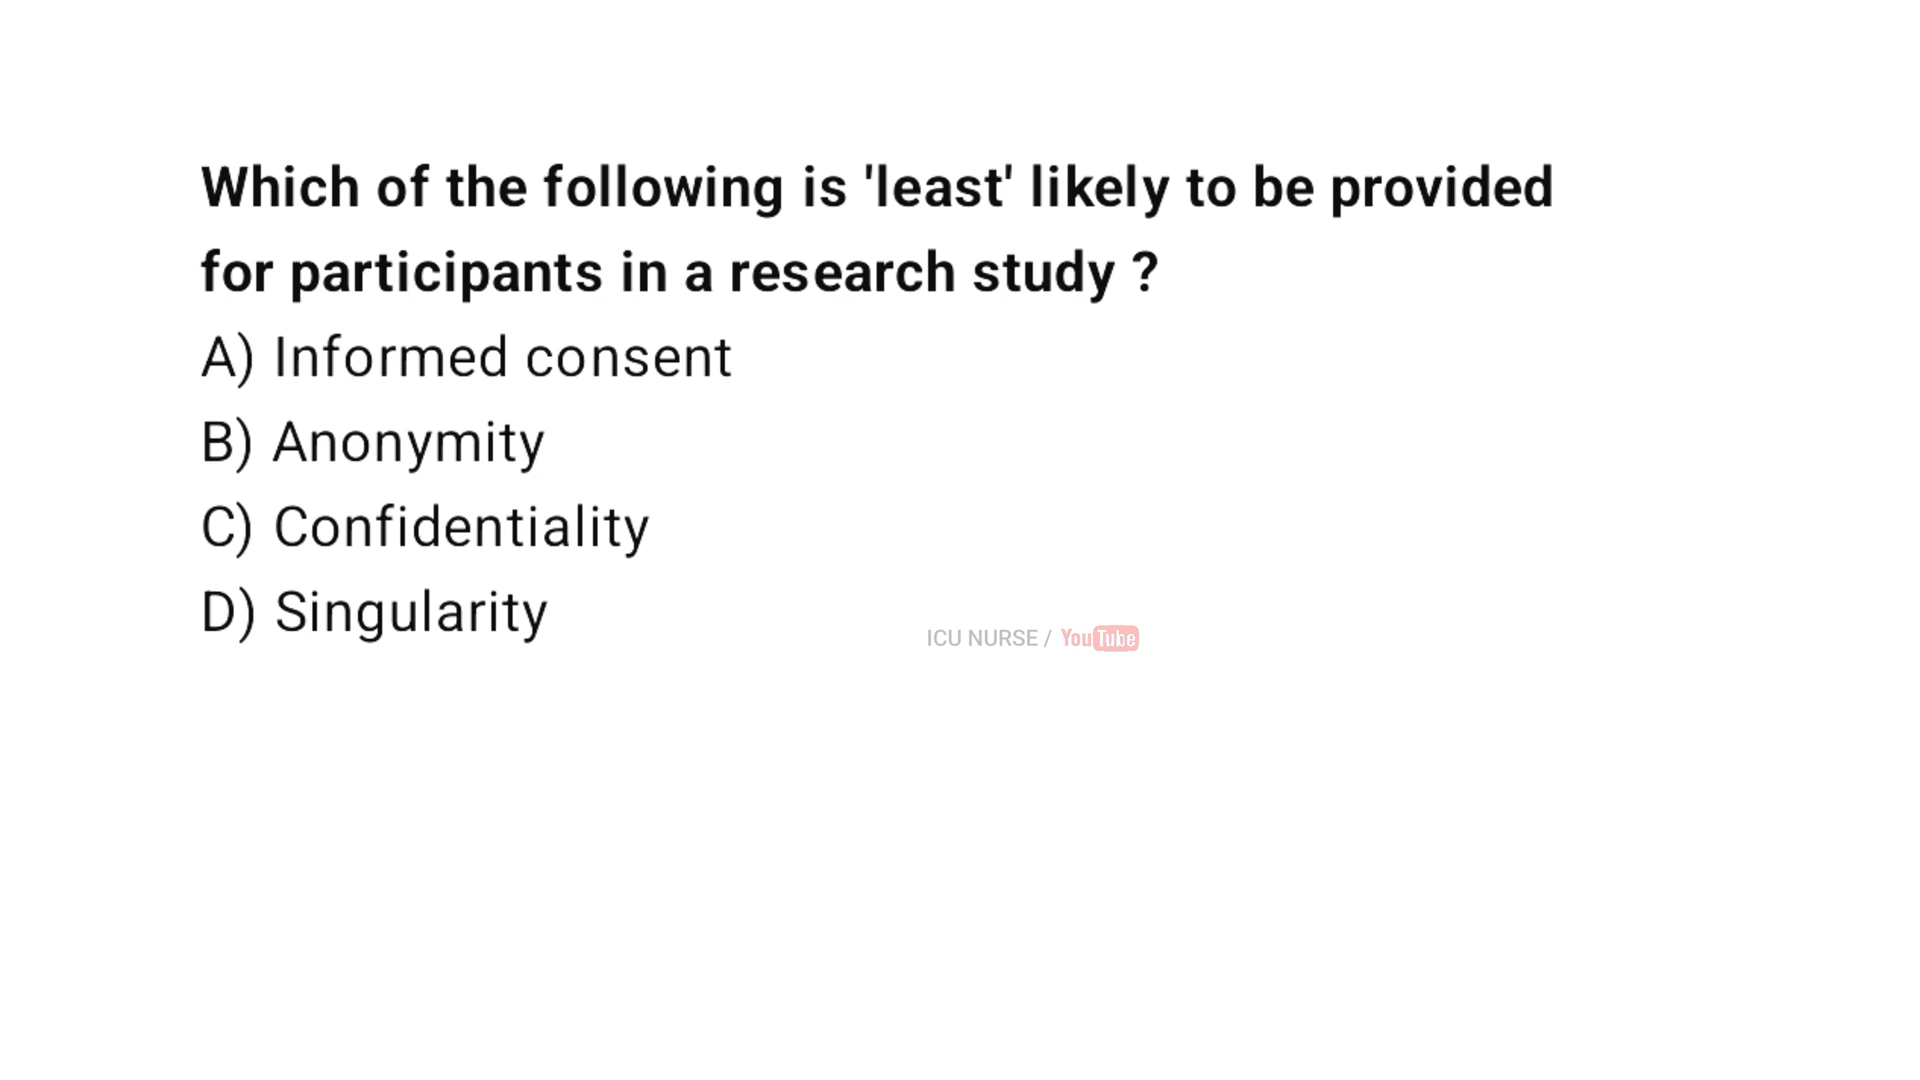 Which of the following is 'least' likely to be provided
for participants in a research study ?
A) Informed consent
B) Anonymity
C) Confidentiality
D) Singularity
ICU NURSE / YouTube